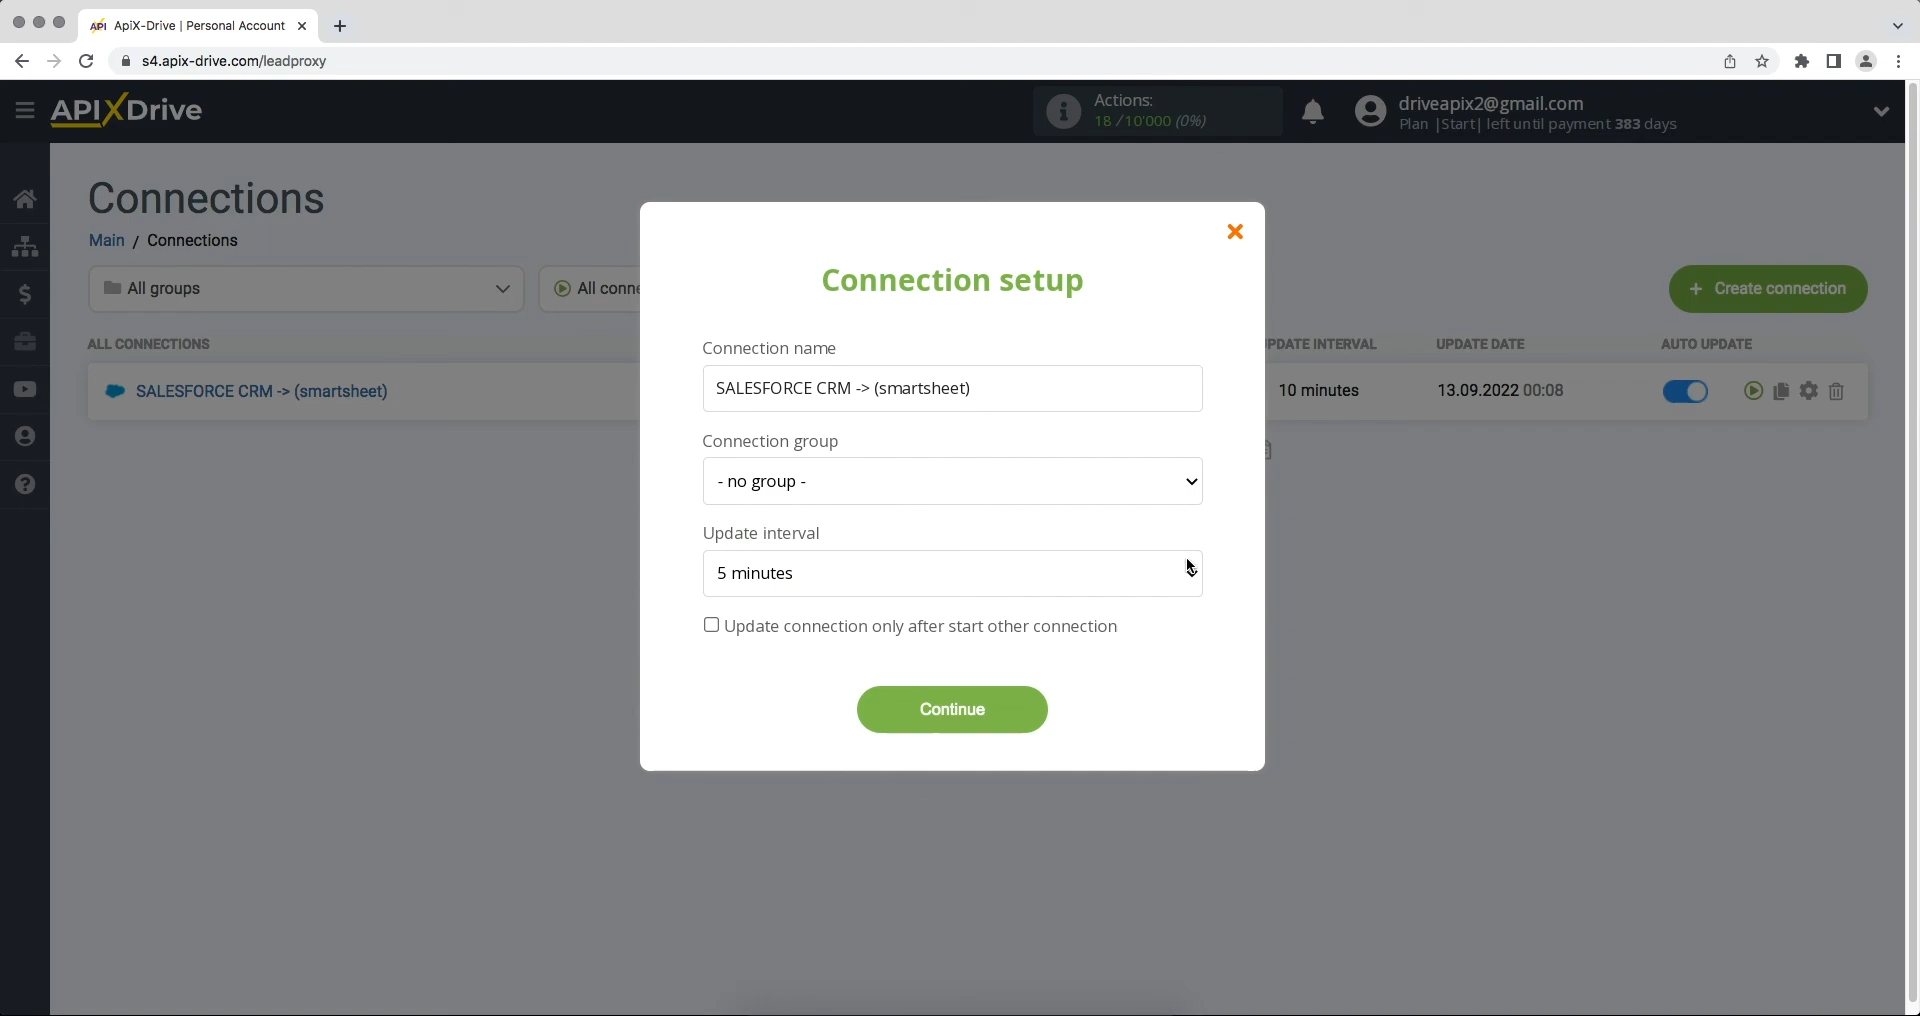 API ApiX-Drive | Personal Account
s4.apix-drive.com/leadproxy
APIXDrive
Actions:
18 /10'000 (0%)
driveapix2@gmail.com
Plan |Start| left until payment 383 days
Connections
Main / Connections
All groups
All conne
+ Create connection
ALL CONNECTIONS
PDATE INTERVAL
UPDATE DATE
AUTO UPDATE
SALESFORCE CRM -> (smartsheet)
10 minutes
13.09.2022 00:08
Connection setup
Connection name
SALESFORCE CRM -> (smartsheet)
Connection group
- no group -
Update interval
5 minutes
Update connection only after start other connection
Continue